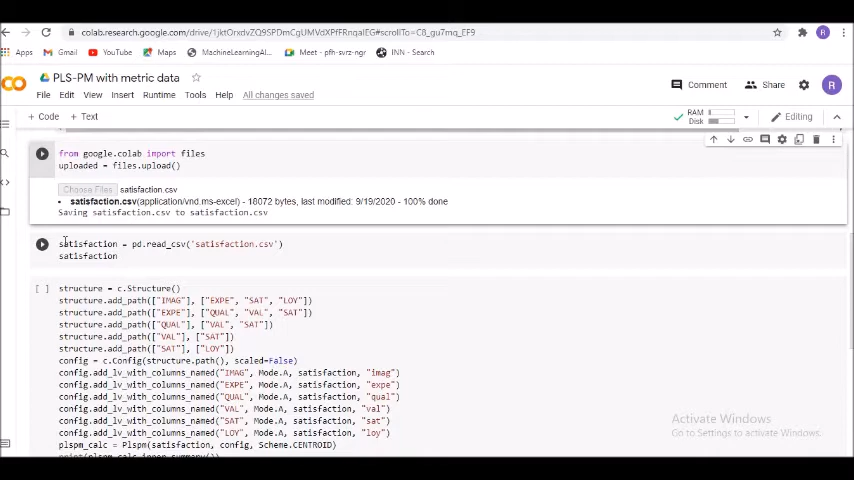 colab.research.google.com/drive/1jktOrxdvZQ9SPDmCgUMVdXPfFRnqaIEG#scrollTo=C8_gu7mq_EF9
Apps Gmail YouTube Maps MachineLearningAI... Meet - phfh-svrz-ngr INN - Search
PLS-PM with metric data
Comment Share R
File Edit View Insert Runtime Tools Help All changes saved
+ Code + Text
RAM
Disk
Editing
from google.colab import files
uploaded = files.upload()
Choose Files satisfaction.csv
• satisfaction.csv(application/vnd.ms-excel) - 18072 bytes, last modified: 9/19/2020 - 100% done
Saving satisfaction.csv to satisfaction.csv
satisfaction = pd.read_csv('satisfaction.csv')
satisfaction
[ ] structure = c.Structure()
structure.add_path(["IMAG"], ["EXPE", "SAT", "LOY"])
structure.add_path(["EXPE"], ["QUAL", "VAL", "SAT"])
structure.add_path(["QUAL"], ["VAL", "SAT"])
structure.add_path(["VAL"], ["SAT"])
structure.add_path(["SAT"], ["LOY"])
config = c.Config(structure.path(), scaled=False)
config.add_lv_with_columns_named("IMAG", Mode.A, satisfaction, "imag")
config.add_lv_with_columns_named("EXPE", Mode.A, satisfaction, "expe")
config.add_lv_with_columns_named("QUAL", Mode.A, satisfaction, "qual")
config.add_lv_with_columns_named("VAL", Mode.A, satisfaction, "val")
config.add_lv_with_columns_named("SAT", Mode.A, satisfaction, "sat")
config.add_lv_with_columns_named("LOY", Mode.A, satisfaction, "loy")
plspm_calc = Plspm(satisfaction, config, Scheme.CENTROID)
print(plspm_calc.inner_summary())
Activate Windows
Go to Settings to activate Windows.